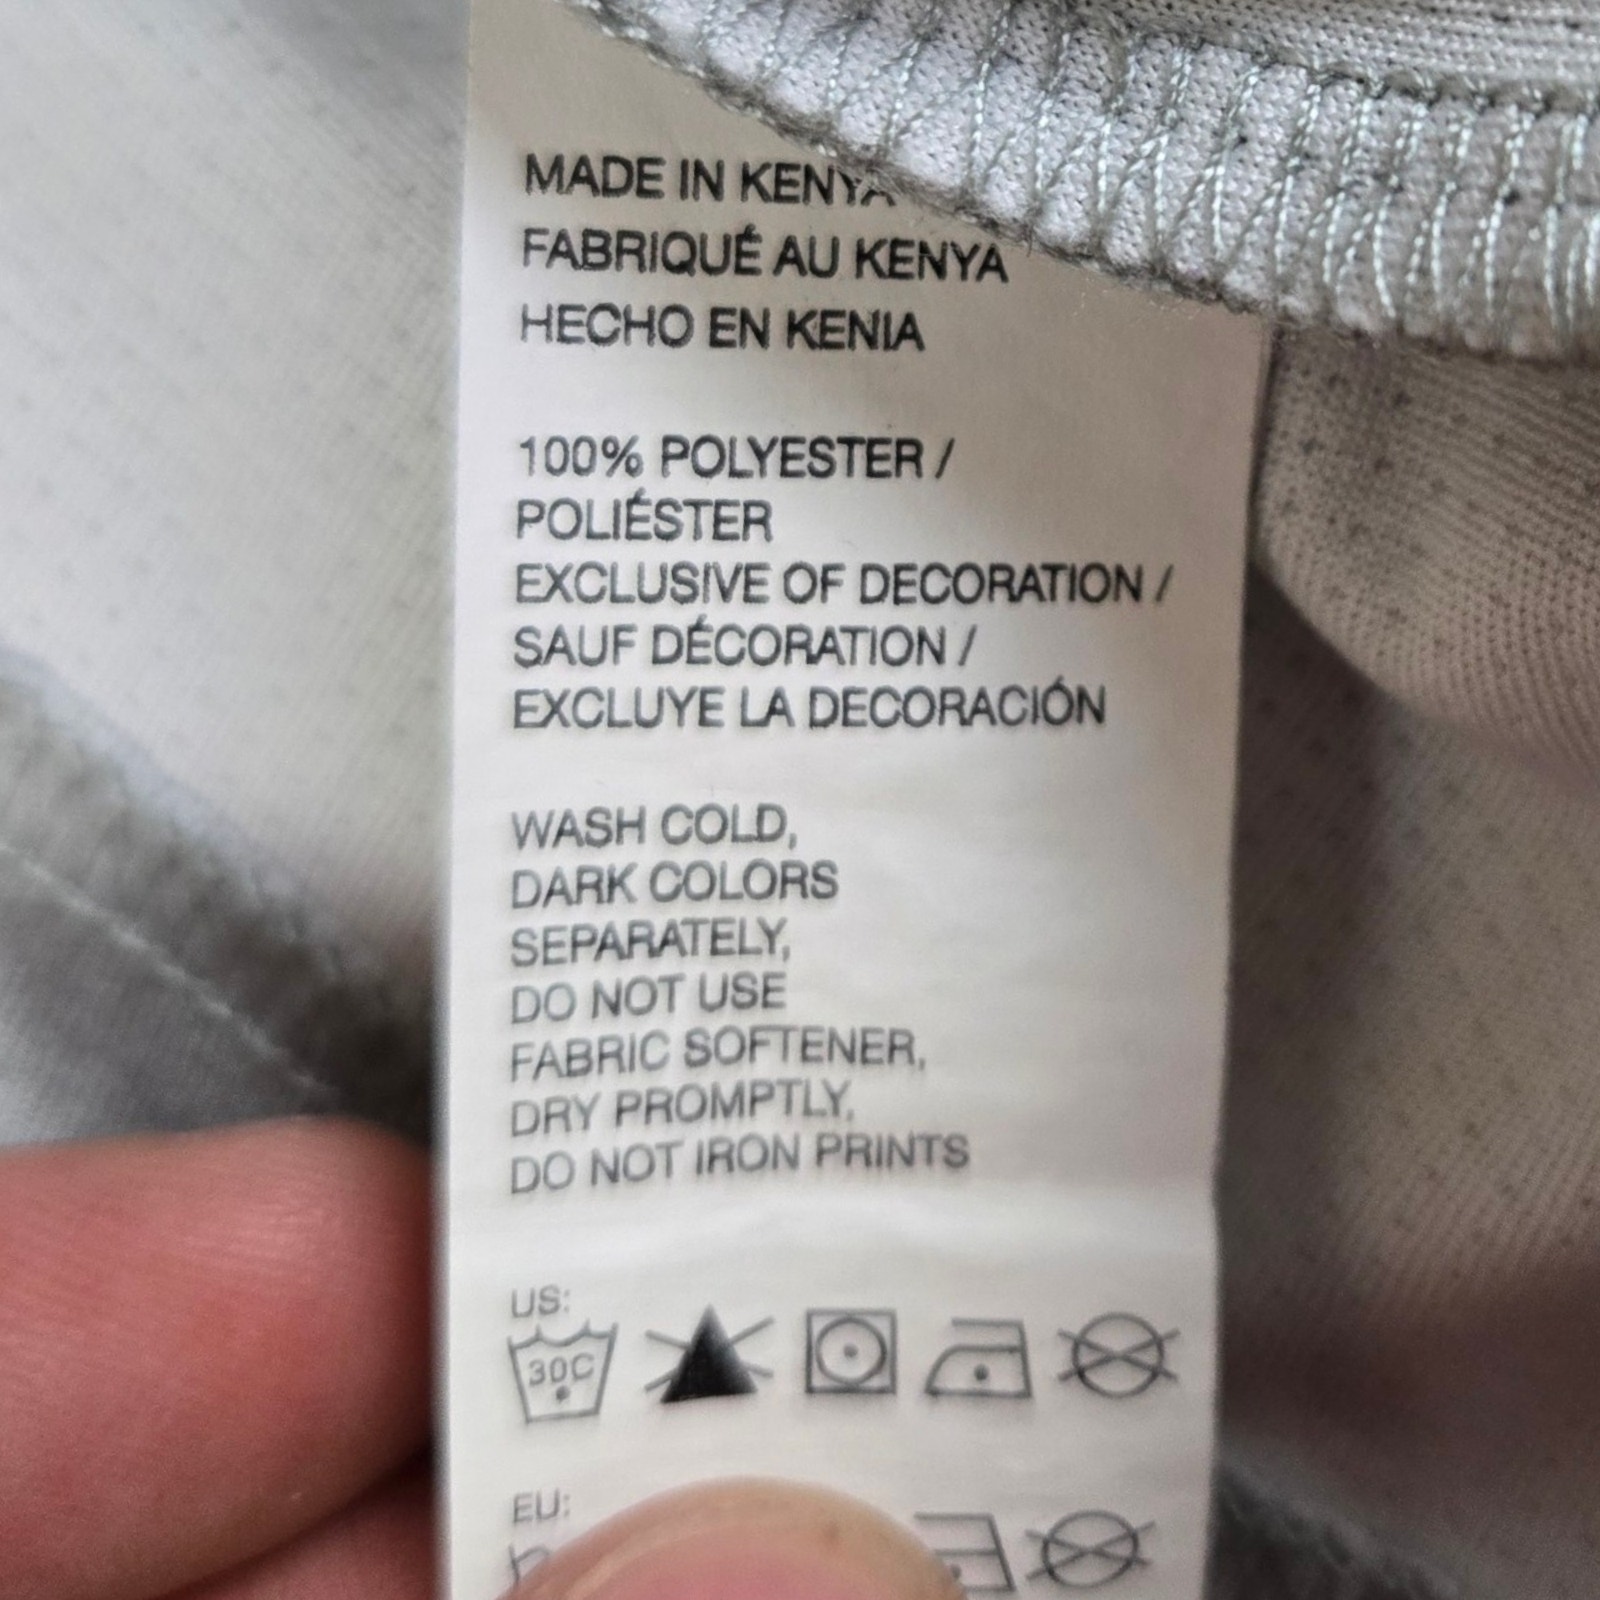 MADE IN KENYA
FABRIQUÉ AU KENYA
HECHO EN KENIA
100% POLYESTER /
POLIÉSTER
EXCLUSIVE OF DECORATION /
SAUF DÉCORATION /
EXCLUYE LA DECORACIÓN
WASH COLD,
DARK COLORS
SEPARATELY,
DO NOT USE
FABRIC SOFTENER,
DRY PROMPTLY,
DO NOT IRON PRINTS
US:
30C
EU: